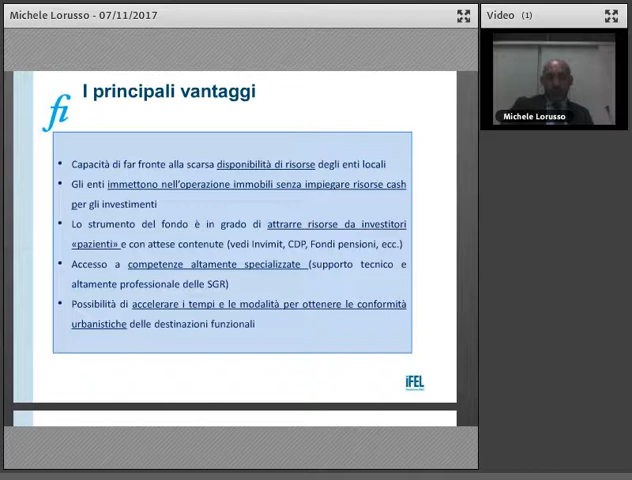 Michele Lorusso - 07/11/2017
Video (1)
Michele Lorusso
fi
I principali vantaggi
• Capacità di far fronte alla scarsa disponibilità di risorse degli enti locali
• Gli enti immettono nell'operazione immobili senza impiegare risorse cash
per gli investimenti
• Lo strumento del fondo è in grado di attrarre risorse da investitori
«pazienti» e con attese contenute (vedi Invimit, CDP, Fondi pensioni, ecc.)
• Accesso a competenze altamente specializzate (supporto tecnico e
altamente professionale delle SGR)
• Possibilità di accelerare i tempi e le modalità per ottenere le conformità
urbanistiche delle destinazioni funzionali
iFEL